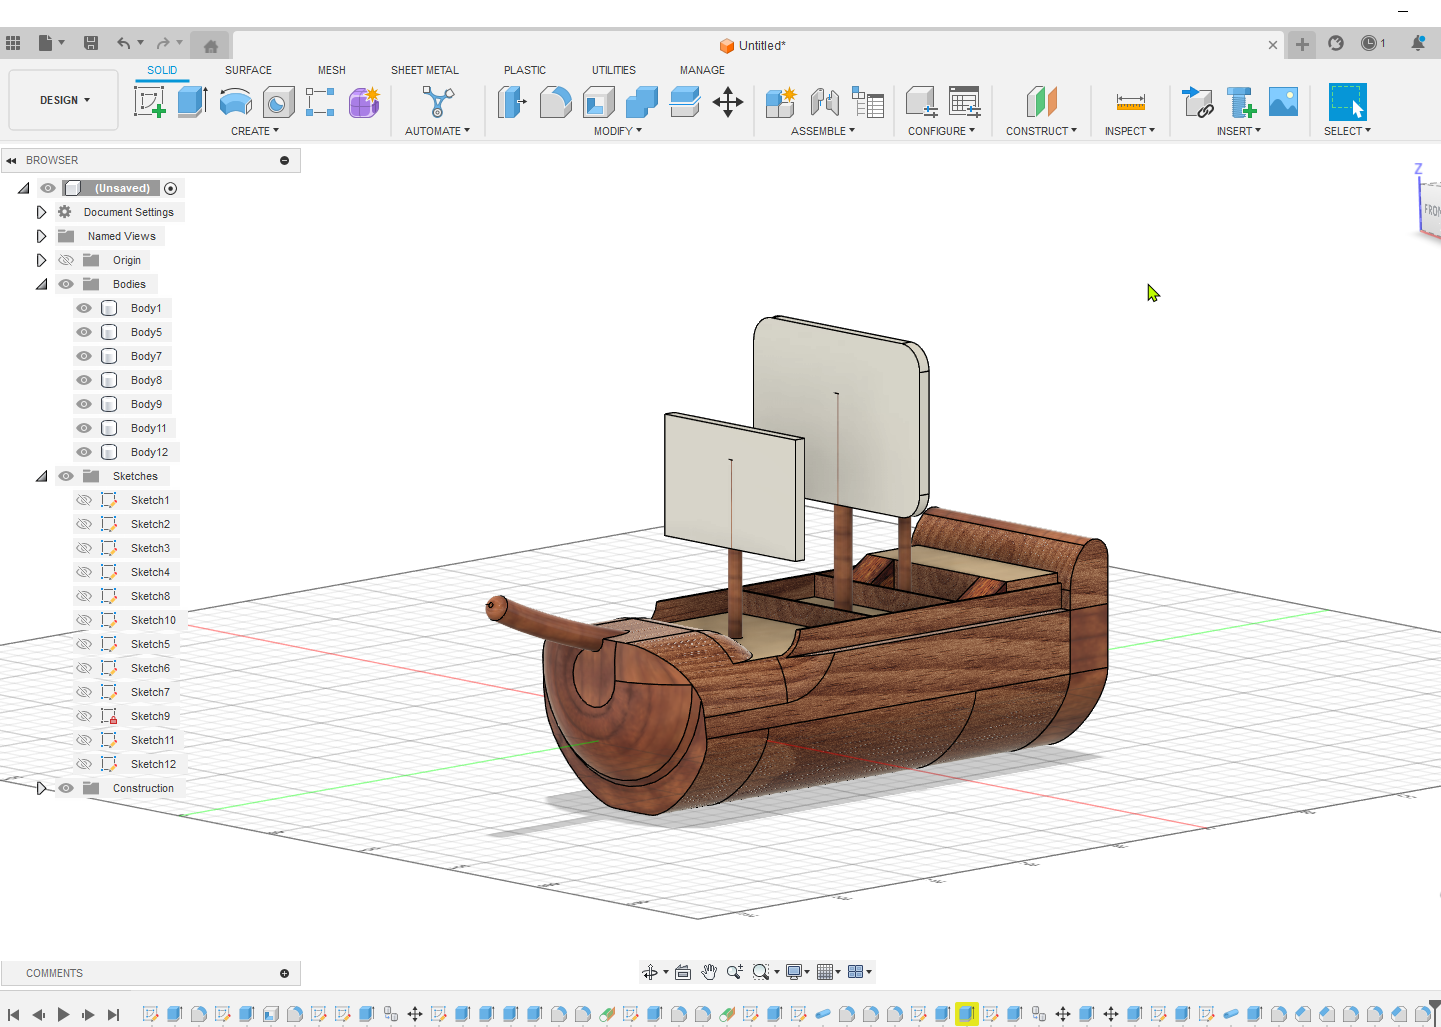 Untitled*
1
SOLID
SURFACE
MESH
SHEET METAL
PLASTIC
UTILITIES
MANAGE
DESIGN
CREATE
AUTOMATE
MODIFY
ASSEMBLE
CONFIGURE
CONSTRUCT
INSPECT
INSERT
SELECT
BROWSER
(Unsaved)
Document Settings
Named Views
Origin
Bodies
Body1
Body5
Body7
Body8
Body9
Body11
Body12
Sketches
Sketch1
Sketch2
Sketch3
Sketch4
Sketch8
Sketch10
Sketch5
Sketch6
Sketch7
Sketch9
Sketch11
Sketch12
Construction
Z
COMMENTS